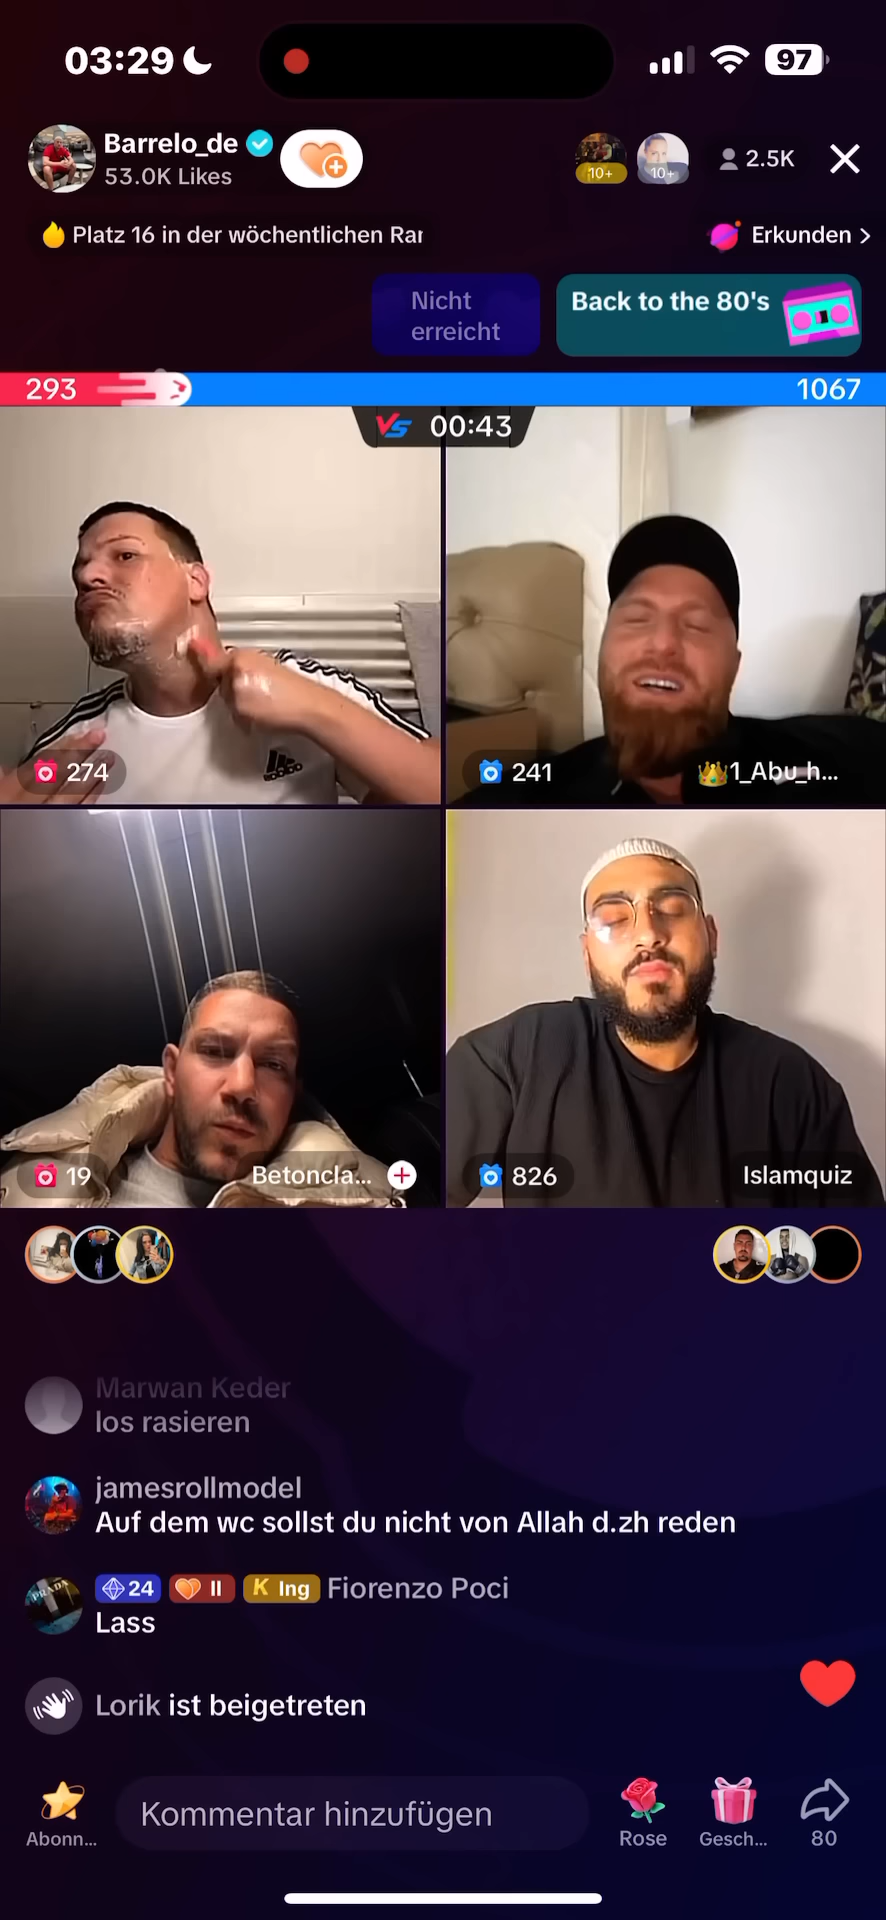 03:29
97
Barrelo_de
53.0K Likes
10+
10+
2.5K
Platz 16 in der wöchentlichen Rar
Erkunden
Nicht
erreicht
Back to the 80's
293
1067
VS 00:43
274
241
1_Abu_h...
19
Betoncla...
826
Islamquiz
Marwan Keder
los rasieren
jamesrollmodel
Auf dem wc sollst du nicht von Allah d.zh reden
24 II K Ing Fiorenzo Poci
Lass
PRADA
Lorik ist beigetreten
Abonn...
Kommentar hinzufügen
Rose
Gesch...
80